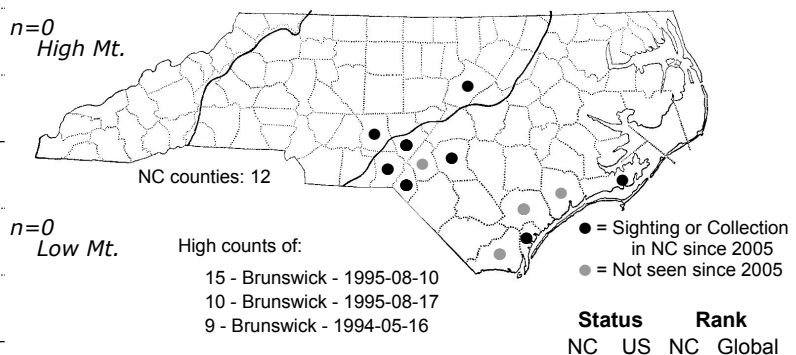 n=0
High Mt.
NC counties: 12
n=0
Low Mt.
High counts of:
15 - Brunswick - 1995-08-10
10 - Brunswick - 1995-08-17
9 - Brunswick - 1994-05-16
= Sighting or Collection
in NC since 2005
= Not seen since 2005
Status Rank
NC US NC Global